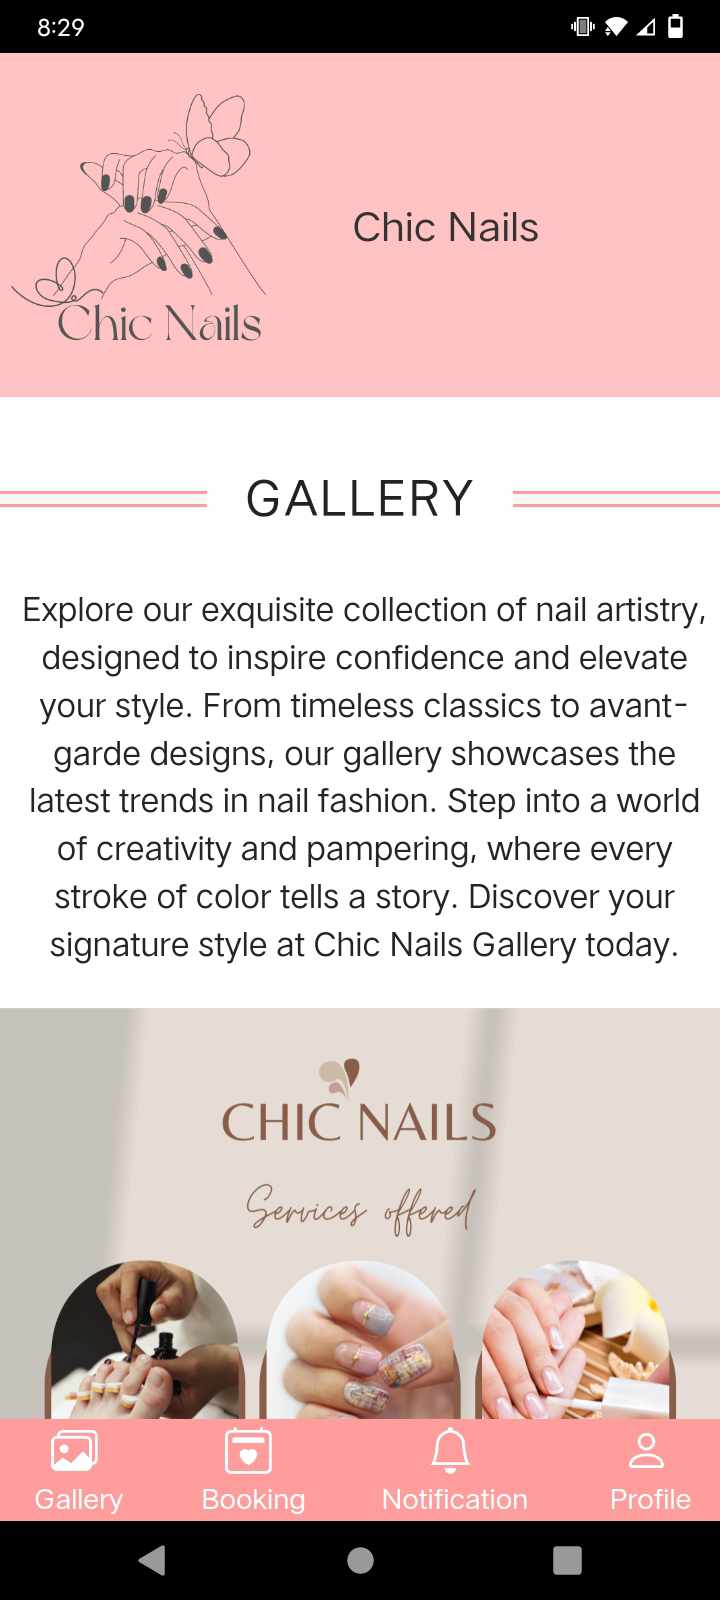 8:29
Chic Nails
Chic Nails
GALLERY
Explore our exquisite collection of nail artistry,
designed to inspire confidence and elevate
your style. From timeless classics to avant-
garde designs, our gallery showcases the
latest trends in nail fashion. Step into a world
of creativity and pampering, where every
stroke of color tells a story. Discover your
signature style at Chic Nails Gallery today.
CHIC NAILS
Services offered
Gallery
Booking
Notification
Profile